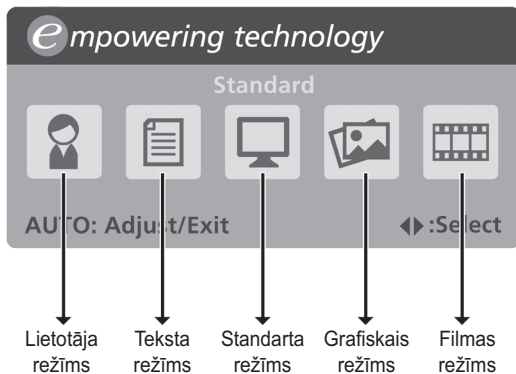 empowering technology
Standard
AUTO: Adjust/Exit :Select
Lietotāja režīms
Teksta režīms
Standarta režīms
Grafiskais režīms
Filmas režīms